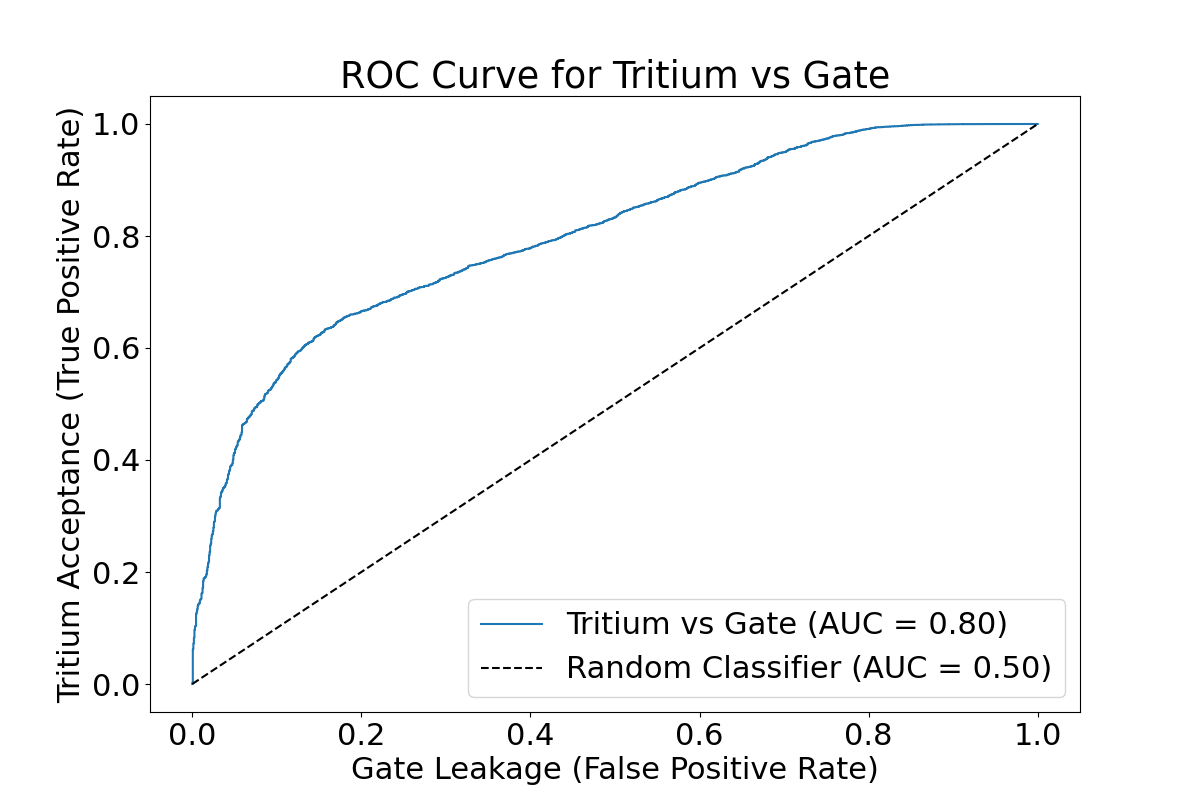 ROC Curve for Tritium vs Gate
Tritium Acceptance (True Positive Rate)
1.0
0.8
0.6
0.4
0.2
0.0
Tritium vs Gate (AUC = 0.80)
Random Classifier (AUC = 0.50)
0.0 0.2 0.4 0.6 0.8 1.0
Gate Leakage (False Positive Rate)